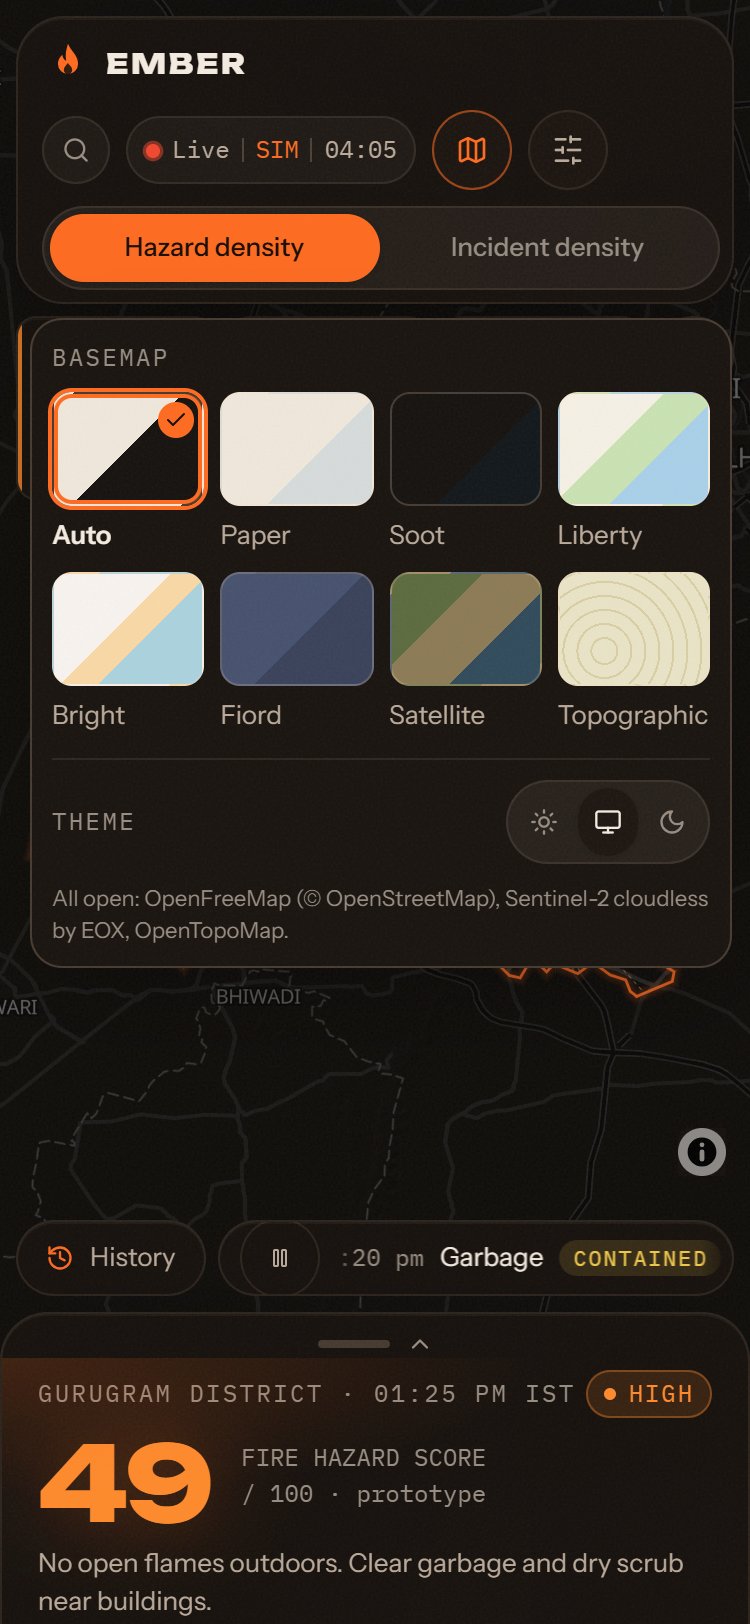 EMBER
Live | SIM | 04:05
Hazard density
Incident density
BASEMAP
Auto
Paper
Soot
Liberty
Bright
Fiord
Satellite
Topographic
THEME
All open: OpenFreeMap (© OpenStreetMap), Sentinel-2 cloudless
by EOX, OpenTopoMap.
BHIWADI
History
:20 pm Garbage CONTAINED
GURUGRAM DISTRICT · 01:25 PM IST
HIGH
49
FIRE HAZARD SCORE
/ 100 · prototype
No open flames outdoors. Clear garbage and dry scrub
near buildings.